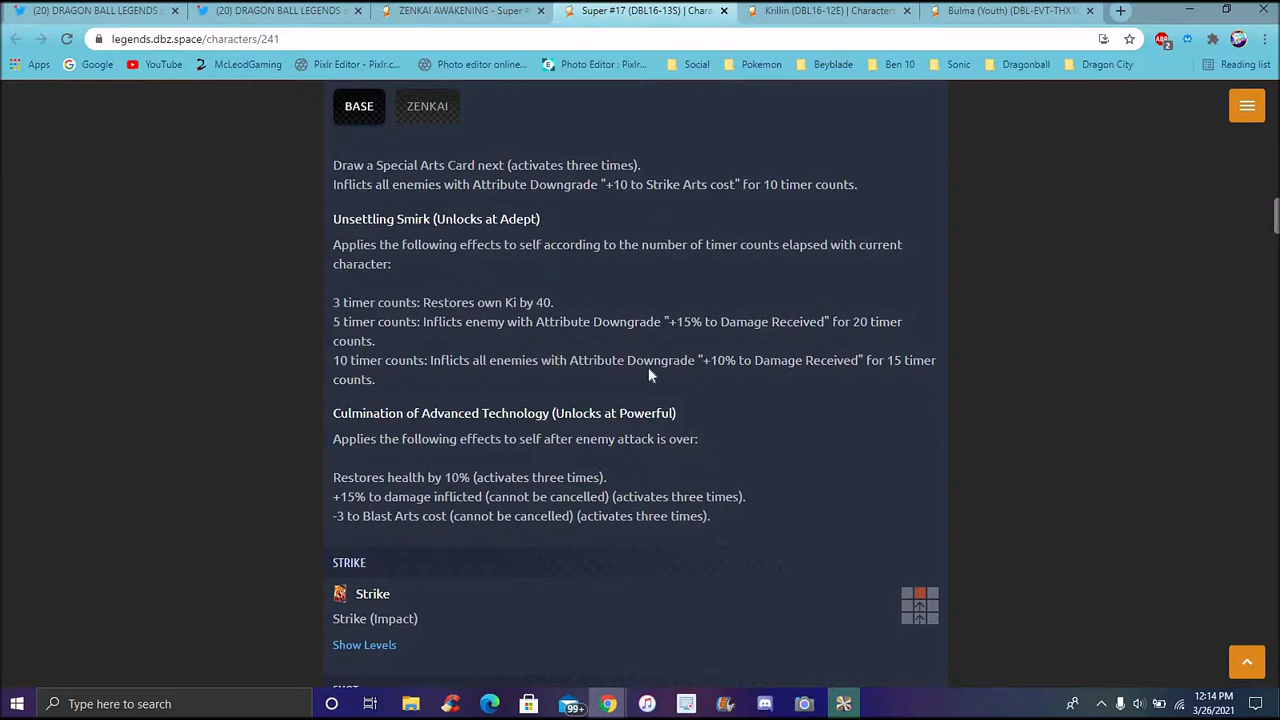 (20) DRAGON BALL LEGENDS
(20) DRAGON BALL LEGENDS
ZENKAI AWAKENING - Super
Super #17 (DBL16-13S) | Chara
Krillin (DBL16-12E) | Characters
Bulma (Youth) (DBL-EVT-THX1
legends.dbz.space/characters/241
ABP
2
Apps
Google
YouTube
McLeodGaming
Pixlr Editor - Pixlr.c...
Photo editor online...
Photo Editor : Pixlr...
Social
Pokemon
Beyblade
Ben 10
Sonic
Dragonball
Dragon City
Reading list
BASE
ZENKAI
Draw a Special Arts Card next (activates three times).
Inflicts all enemies with Attribute Downgrade "+10 to Strike Arts cost" for 10 timer counts.
Unsettling Smirk (Unlocks at Adept)
Applies the following effects to self according to the number of timer counts elapsed with current
character:
3 timer counts: Restores own Ki by 40.
5 timer counts: Inflicts enemy with Attribute Downgrade "+15% to Damage Received" for 20 timer
counts.
10 timer counts: Inflicts all enemies with Attribute Downgrade "+10% to Damage Received" for 15 timer
counts.
Culmination of Advanced Technology (Unlocks at Powerful)
Applies the following effects to self after enemy attack is over:
Restores health by 10% (activates three times).
+15% to damage inflicted (cannot be cancelled) (activates three times).
-3 to Blast Arts cost (cannot be cancelled) (activates three times).
STRIKE
Strike
Strike (Impact)
Show Levels
Type here to search
99+
12:14 PM
3/26/2021